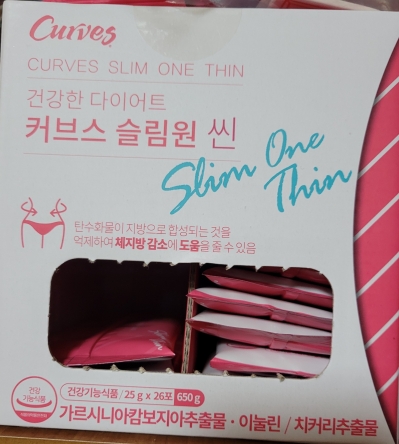 Curves
CURVES SLIM ONE THIN
건강한 다이어트
커브스 슬림원 씬
Slim One
Thin
탄수화물이 지방으로 합성되는 것을
억제하여 체지방 감소에 도움을 줄 수 있음
건강
기능식품
건강기능식품 / 25 g x 26포 650 g
가르시니아캄보지아추출물 · 이눌린 / 치커리추출물